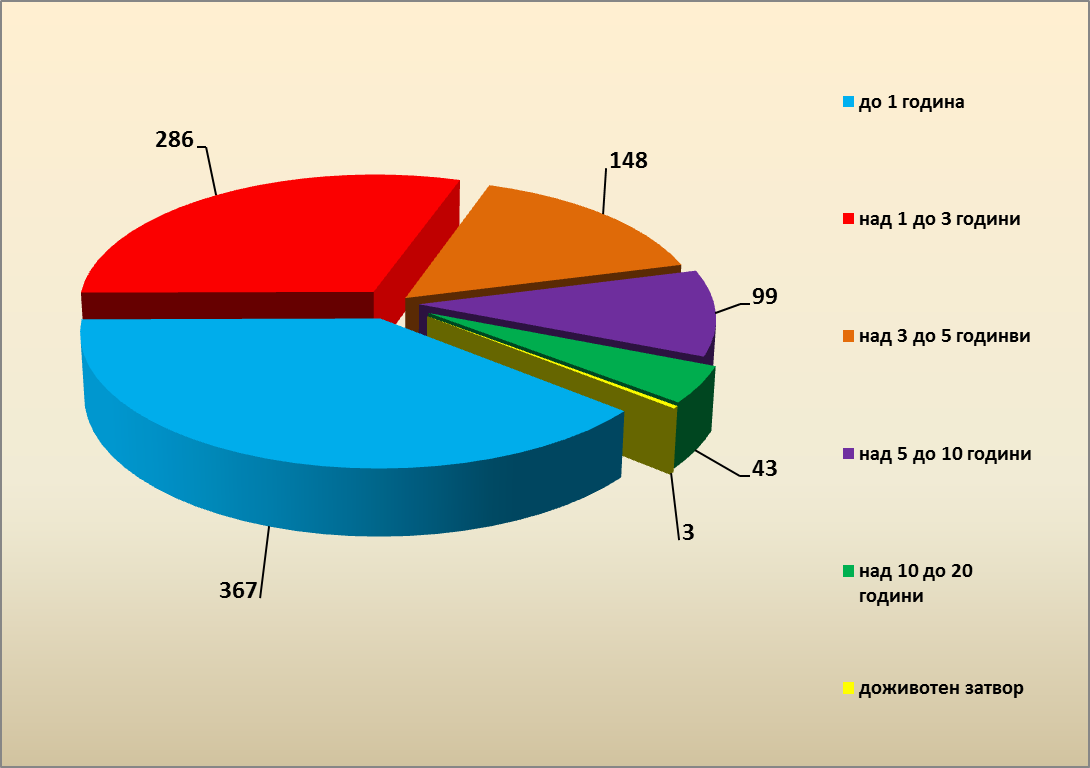 286
148
99
43
3
367
до 1 година
над 1 до 3 години
над 3 до 5 годинви
над 5 до 10 години
над 10 до 20
години
доживотен затвор